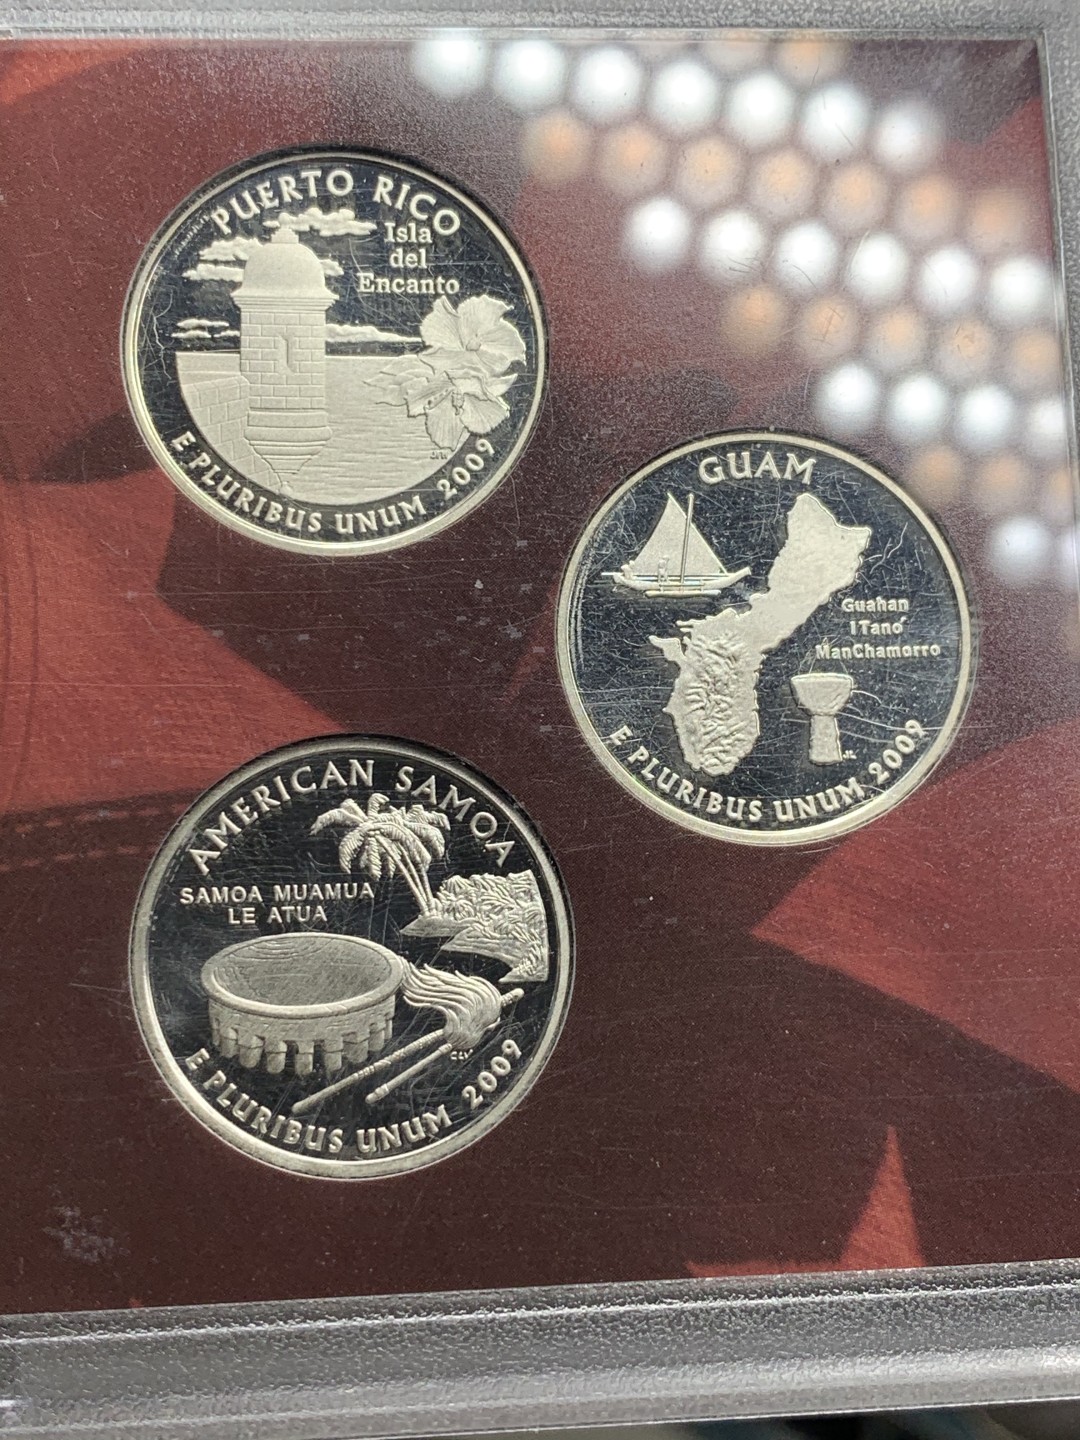 PUERTO RICO
Isla
del
Encanto
E PLURIBUS UNUM 2009
GUAM
Guahan
I Tano'
ManChamorro
E PLURIBUS UNUM 2009
AMERICAN SAMOA
SAMOA MUAMUA
LE ATUA
E PLURIBUS UNUM 2009